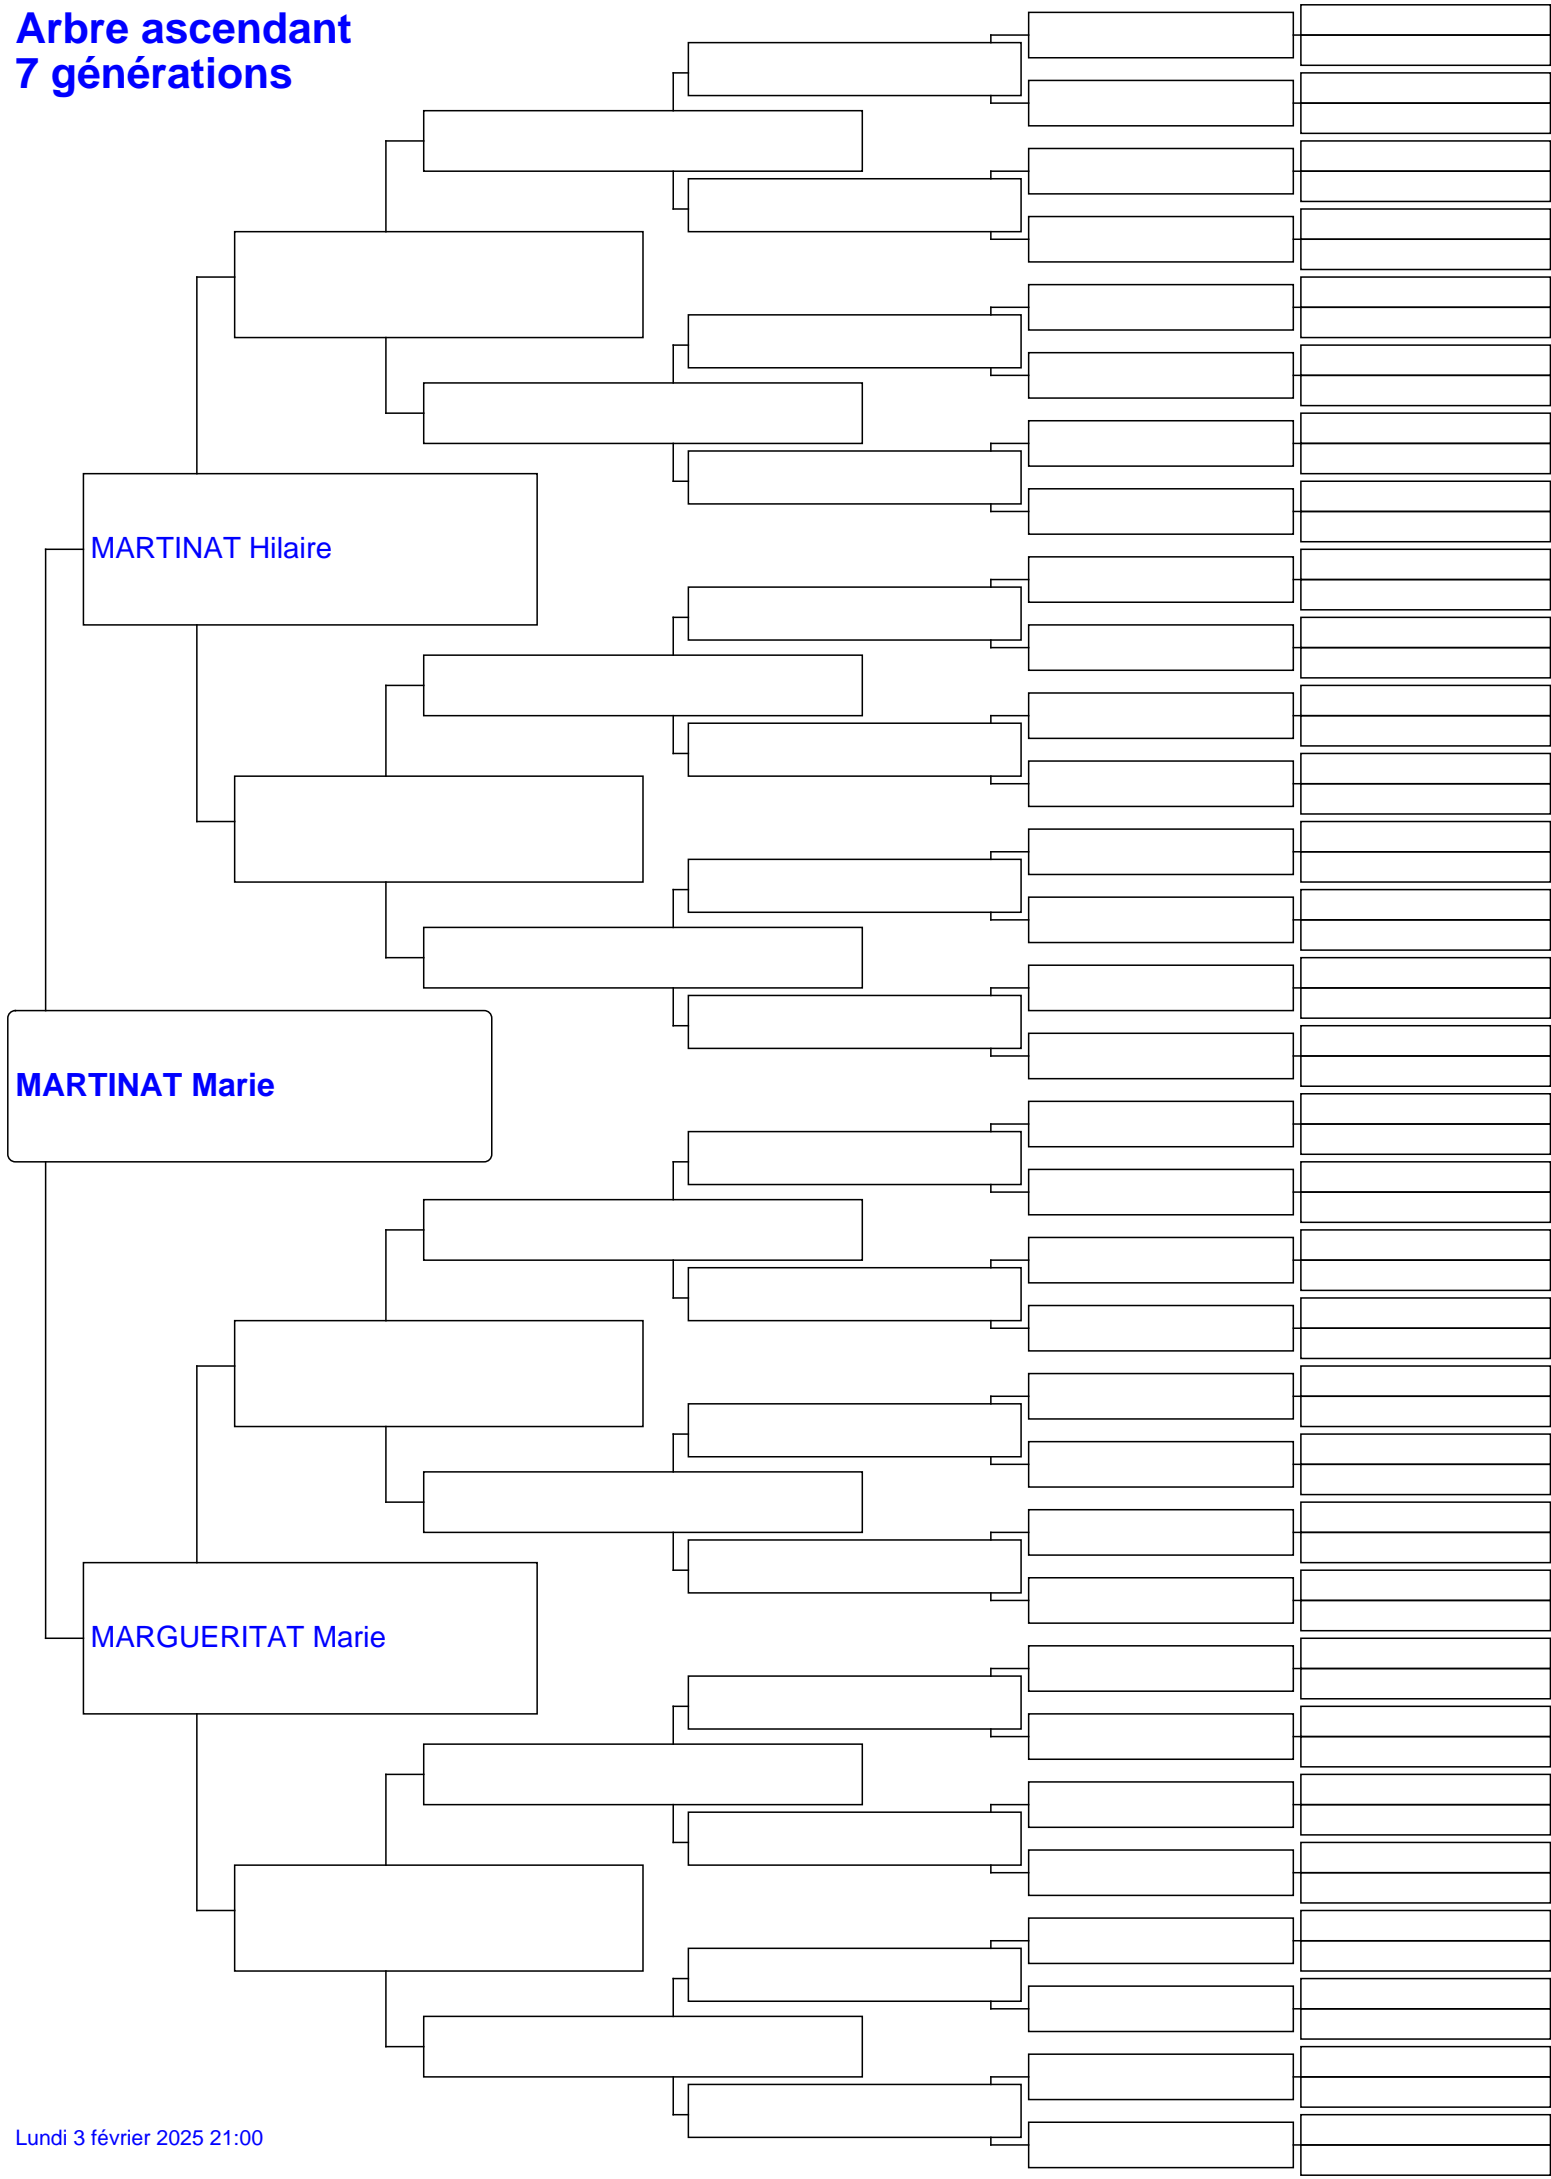 Arbre ascendant
7 générations
MARTINAT Hilaire
MARTINAT Marie
MARGUERITAT Marie
Lundi 3 février 2025 21:00